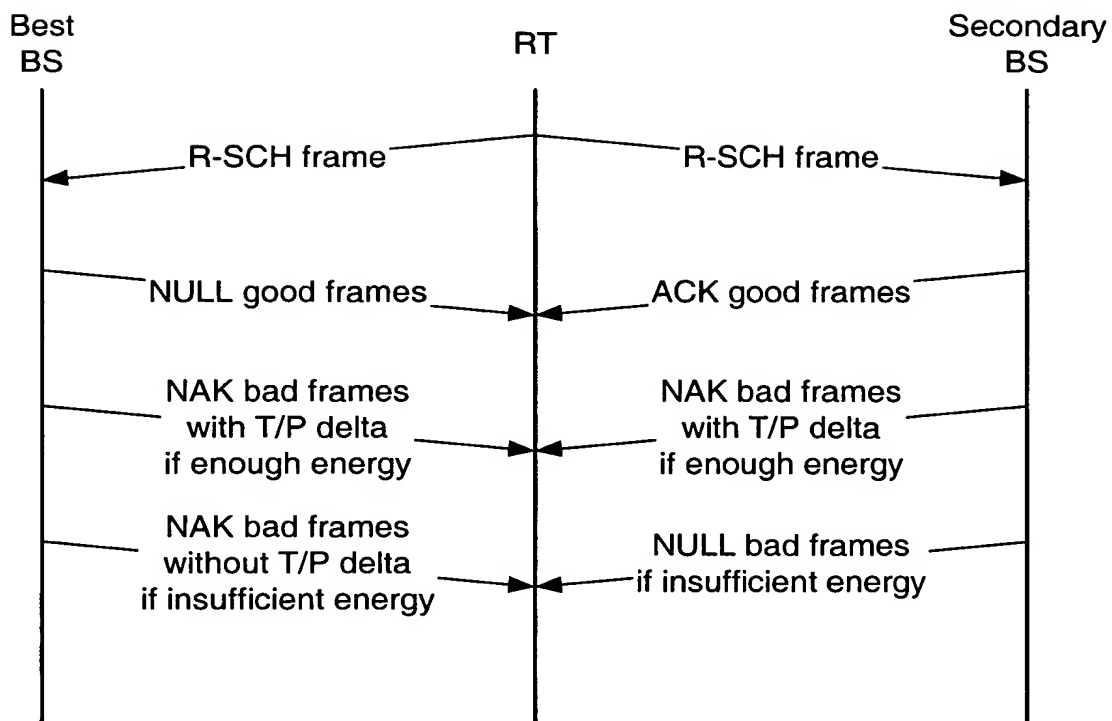 Best
BS
RT
Secondary
BS
R-SCH frame
R-SCH frame
NULL good frames
ACK good frames
NAK bad frames
with T/P delta
if enough energy
NAK bad frames
with T/P delta
if enough energy
NAK bad frames
without T/P delta
if insufficient energy
NULL bad frames
if insufficient energy